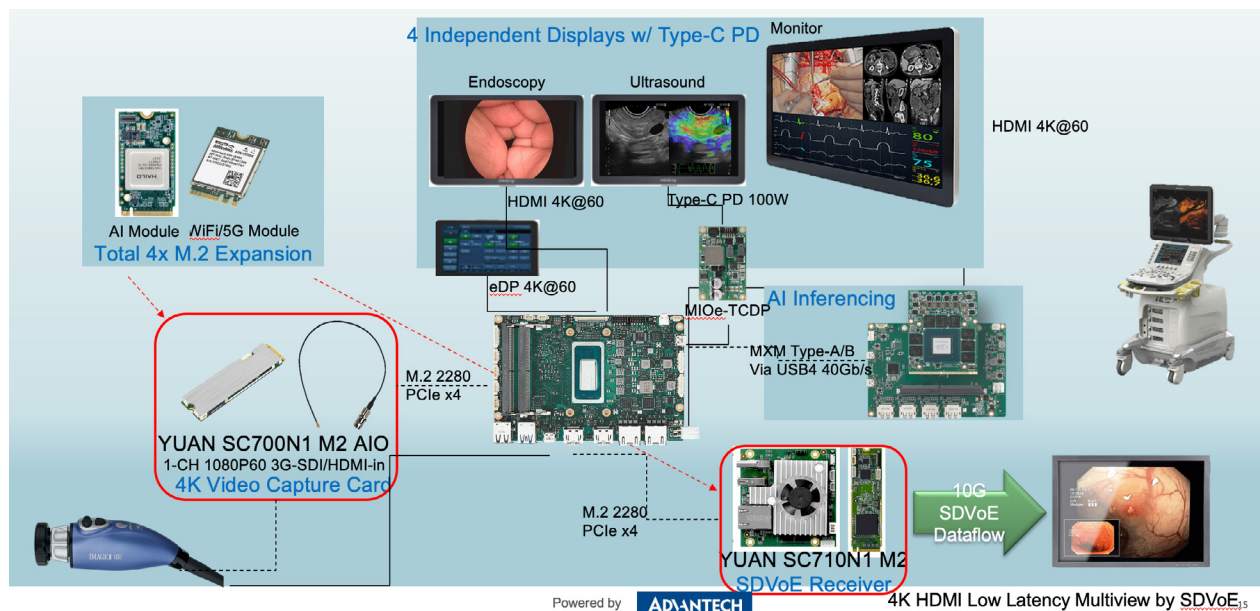 4 Independent Displays w/ Type-C PD
Monitor
Endoscopy
Ultrasound
HDMI 4K@60
HAILO
80
75
AI Module
WiFi/5G Module
Total 4x M.2 Expansion
HDMI 4K@60
Type-C PD 100W
eDP 4K@60
MIOe-TCDP
AI Inferencing
MXM Type-A/B
Via USB4 40Gb/s
M.2 2280
PCIe x4
YUAN SC700N1 M2 AIO
1-CH 1080P60 3G-SDI/HDMI-in
4K Video Capture Card
M.2 2280
PCIe x4
10G
SDVoE
Dataflow
YUAN SC710N1 M2
SDVoE Receiver
Powered by
ADVANTECH
4K HDMI Low Latency Multiview by SDVoE
15